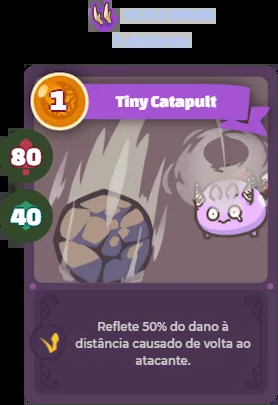 1
Tiny Catapult
80
40
Reflete 50% do dano à
distância causado de volta ao
atacante.